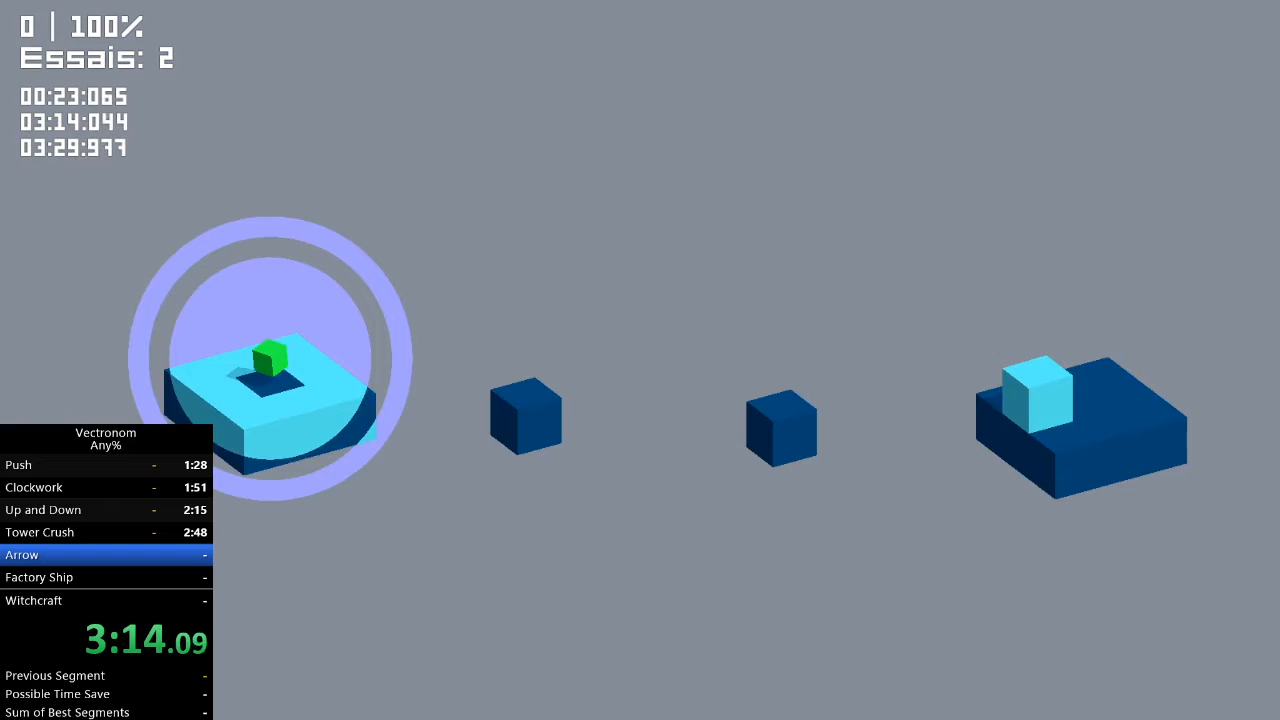 0 | 100%
Essais: 2
00:23:065
03:14:044
03:29:977
Vectronom
Any%
Push - 1:28
Clockwork - 1:51
Up and Down - 2:15
Tower Crush - 2:48
Arrow -
Factory Ship -
Witchcraft -
3:14.09
Previous Segment -
Possible Time Save -
Sum of Best Segments -